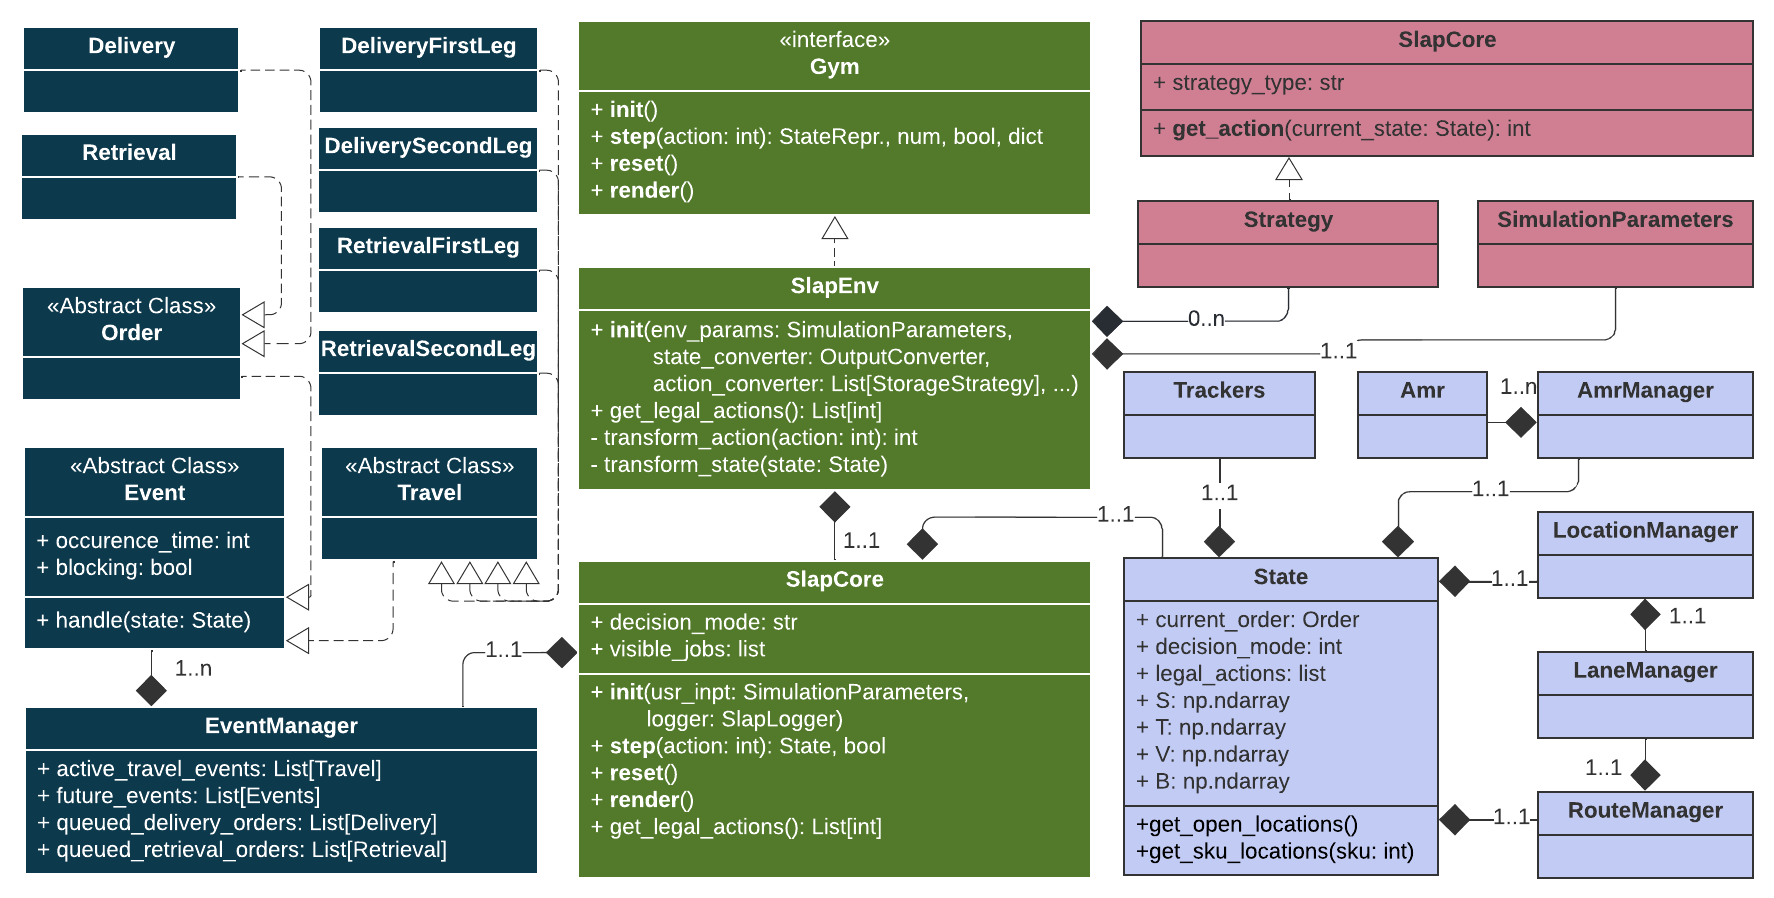 Delivery
Retrieval
«Abstract Class»
Order
DeliveryFirstLeg
DeliverySecondLeg
RetrievalFirstLeg
RetrievalSecondLeg
«Abstract Class»
Event
+ occurence_time: int
+ blocking: bool
+ handle(state: State)
«Abstract Class»
Travel
1..n
1..1
EventManager
+ active_travel_events: List[Travel]
+ future_events: List[Events]
+ queued_delivery_orders: List[Delivery]
+ queued_retrieval_orders: List[Retrieval]
«interface»
Gym
+ init()
+ step(action: int): StateRepr., num, bool, dict
+ reset()
+ render()
SlapEnv
+ init(env_params: SimulationParameters,
state_converter: OutputConverter,
action_converter: List[StorageStrategy], ...)
+ get_legal_actions(): List[int]
- transform_action(action: int): int
- transform_state(state: State)
1..1
1..1
SlapCore
+ decision_mode: str
+ visible_jobs: list
+ init(usr_inpt: SimulationParameters,
logger: SlapLogger)
+ step(action: int): State, bool
+ reset()
+ render()
+ get_legal_actions(): List[int]
SlapCore
+ strategy_type: str
+ get_action(current_state: State): int
Strategy
SimulationParameters
0..n
1..1
Trackers
Amr
1..n
AmrManager
1..1
1..1
State
+ current_order: Order
+ decision_mode: int
+ legal_actions: list
+ S: np.ndarray
+ T: np.ndarray
+ V: np.ndarray
+ B: np.ndarray
+get_open_locations()
+get_sku_locations(sku: int)
1..1
LocationManager
1..1
LaneManager
1..1
1..1
RouteManager